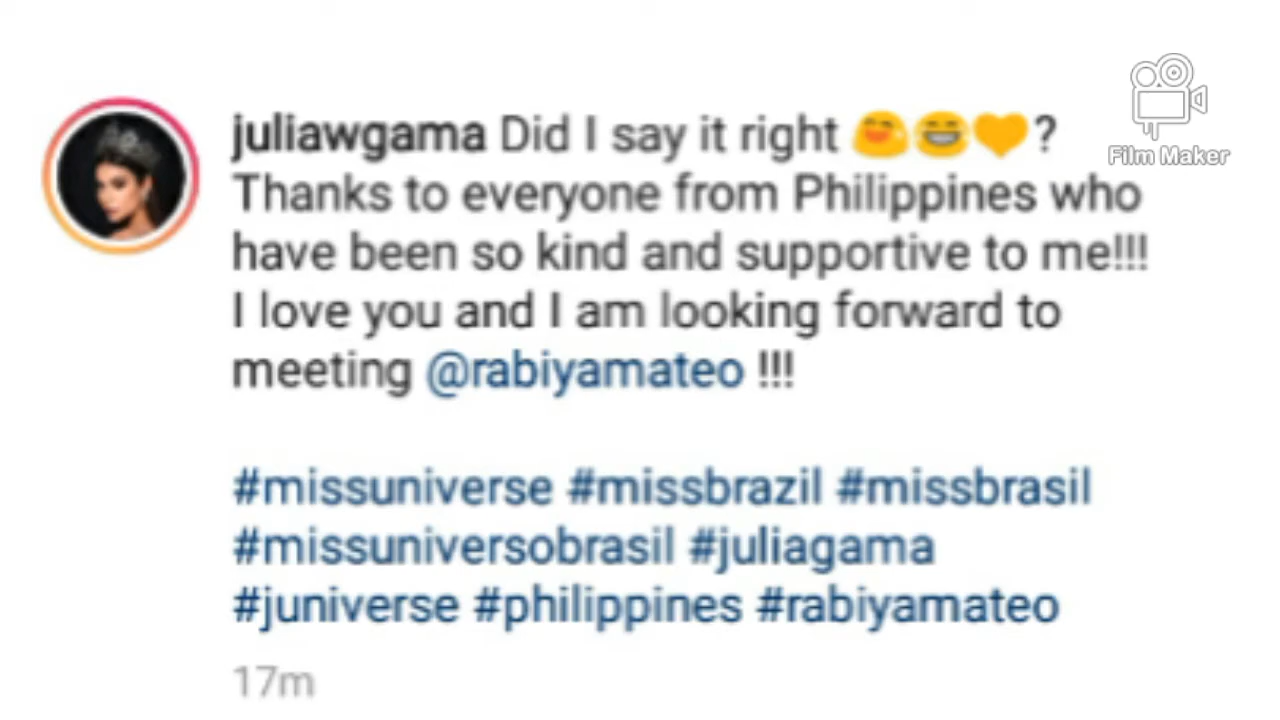 juliawgama Did I say it right 😅😄💛?
Thanks to everyone from Philippines who
have been so kind and supportive to me!!!
I love you and I am looking forward to
meeting @rabiyamateo !!!
#missuniverse #missbrazil #missbrasil
#missuniversobrasil #juliagama
#juniverse #philippines #rabiyamateo
17m
Film Maker